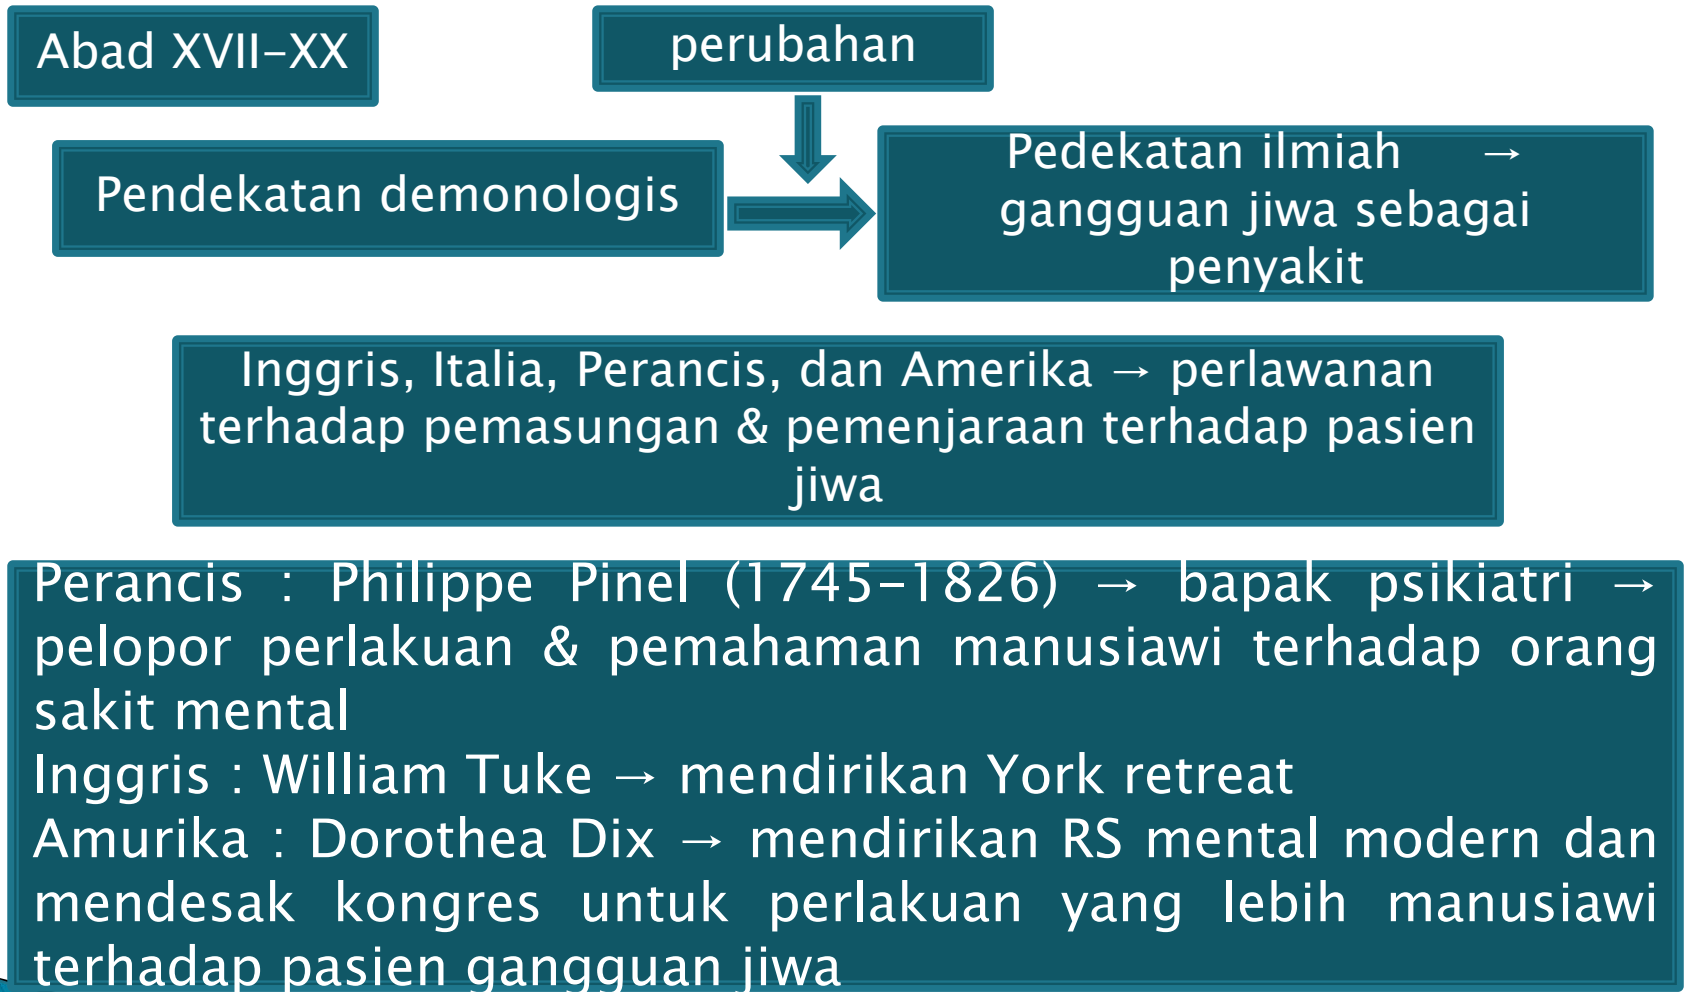 Abad XVII-XX
perubahan
Pendekatan demonologis
Pedekatan ilmiah →
gangguan jiwa sebagai
penyakit
Inggris, Italia, Perancis, dan Amerika → perlawanan
terhadap pemasungan & pemenjaraan terhadap pasien
jiwa
Perancis : Philippe Pinel (1745-1826) → bapak psikiatri →
pelopor perlakuan & pemahaman manusiawi terhadap orang
sakit mental
Inggris : William Tuke → mendirikan York retreat
Amurika : Dorothea Dix → mendirikan RS mental modern dan
mendesak kongres untuk perlakuan yang lebih manusiawi
terhadap pasien gangguan jiwa